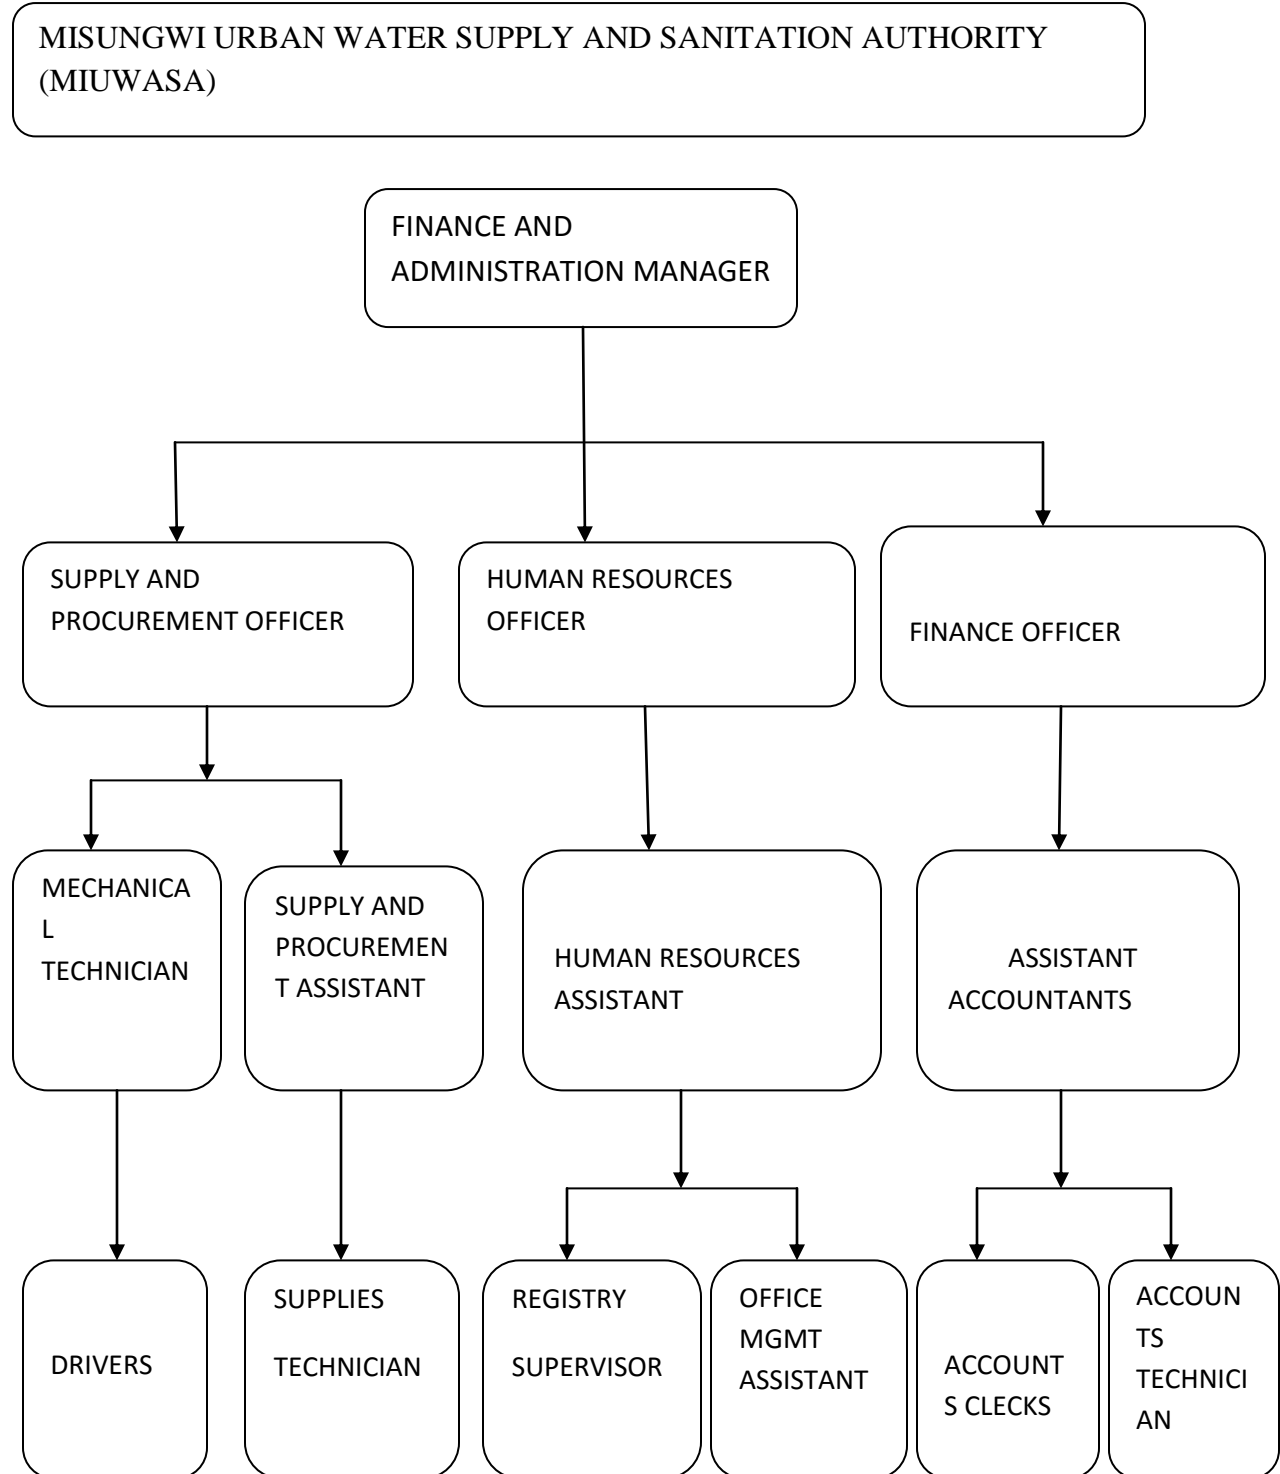 MISUNGWI URBAN WATER SUPPLY AND SANITATION AUTHORITY
(MIUWASA)
FINANCE AND
ADMINISTRATION MANAGER
SUPPLY AND
PROCUREMENT OFFICER
HUMAN RESOURCES
OFFICER
FINANCE OFFICER
MECHANICA
L
TECHNICIAN
SUPPLY AND
PROCUREMEN
T ASSISTANT
HUMAN RESOURCES
ASSISTANT
ASSISTANT
ACCOUNTANTS
DRIVERS
SUPPLIES
TECHNICIAN
REGISTRY
SUPERVISOR
OFFICE
MGMT
ASSISTANT
ACCOUNT
S CLECKS
ACCOUN
TS
TECHNICI
AN